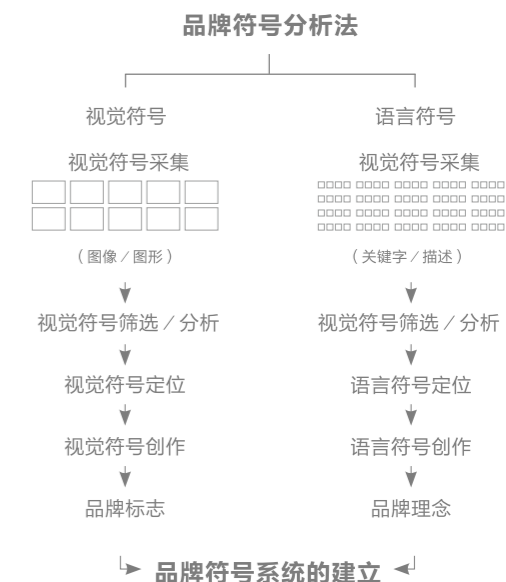 品牌符号分析法
视觉符号
语言符号
视觉符号采集
视觉符号采集
（图像／图形）
（关键字／描述）
视觉符号筛选／分析
视觉符号筛选／分析
视觉符号定位
语言符号定位
视觉符号创作
语言符号创作
品牌标志
品牌理念
品牌符号系统的建立